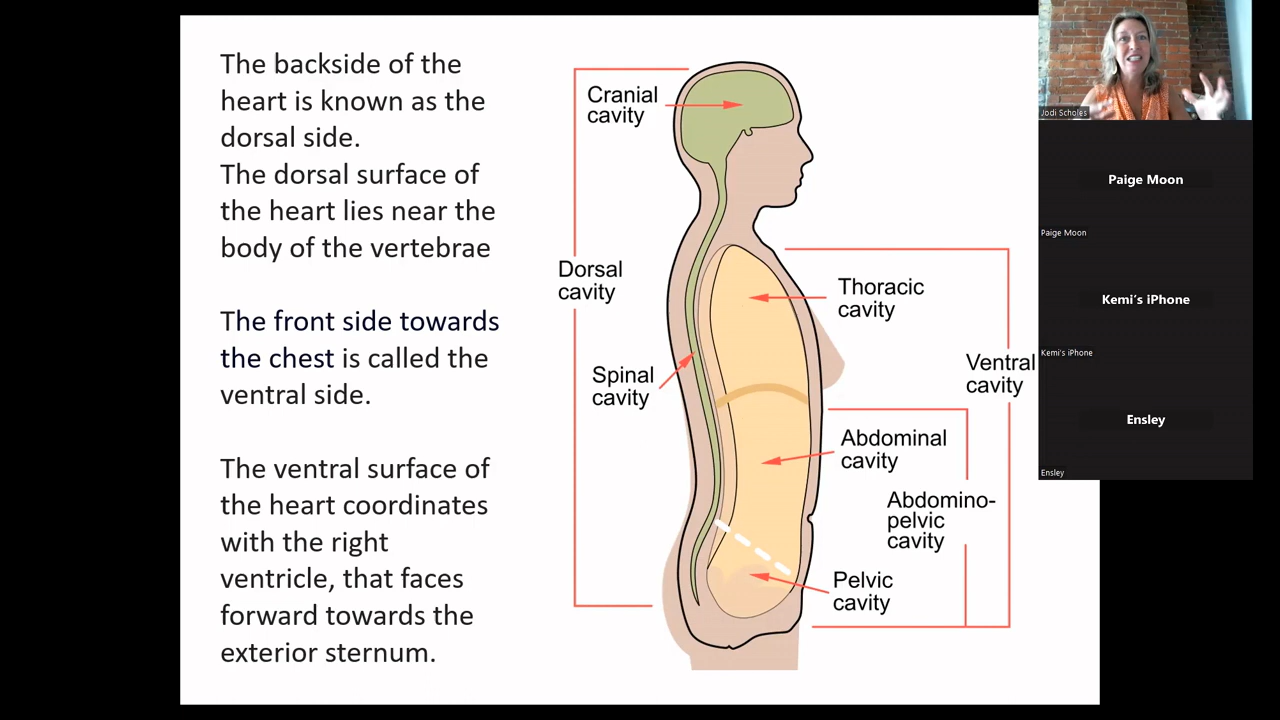 The backside of the
heart is known as the
dorsal side.
The dorsal surface of
the heart lies near the
body of the vertebrae
The front side towards
the chest is called the
ventral side.
The ventral surface of
the heart coordinates
with the right
ventricle, that faces
forward towards the
exterior sternum.
Cranial
cavity
Dorsal
cavity
Spinal
cavity
Thoracic
cavity
Ventral
cavity
Abdominal
cavity
Abdomino-
pelvic
cavity
Pelvic
cavity
Jodi Scholes
Paige Moon
Paige Moon
Kemi's iPhone
Kemi's iPhone
Ensley
Ensley